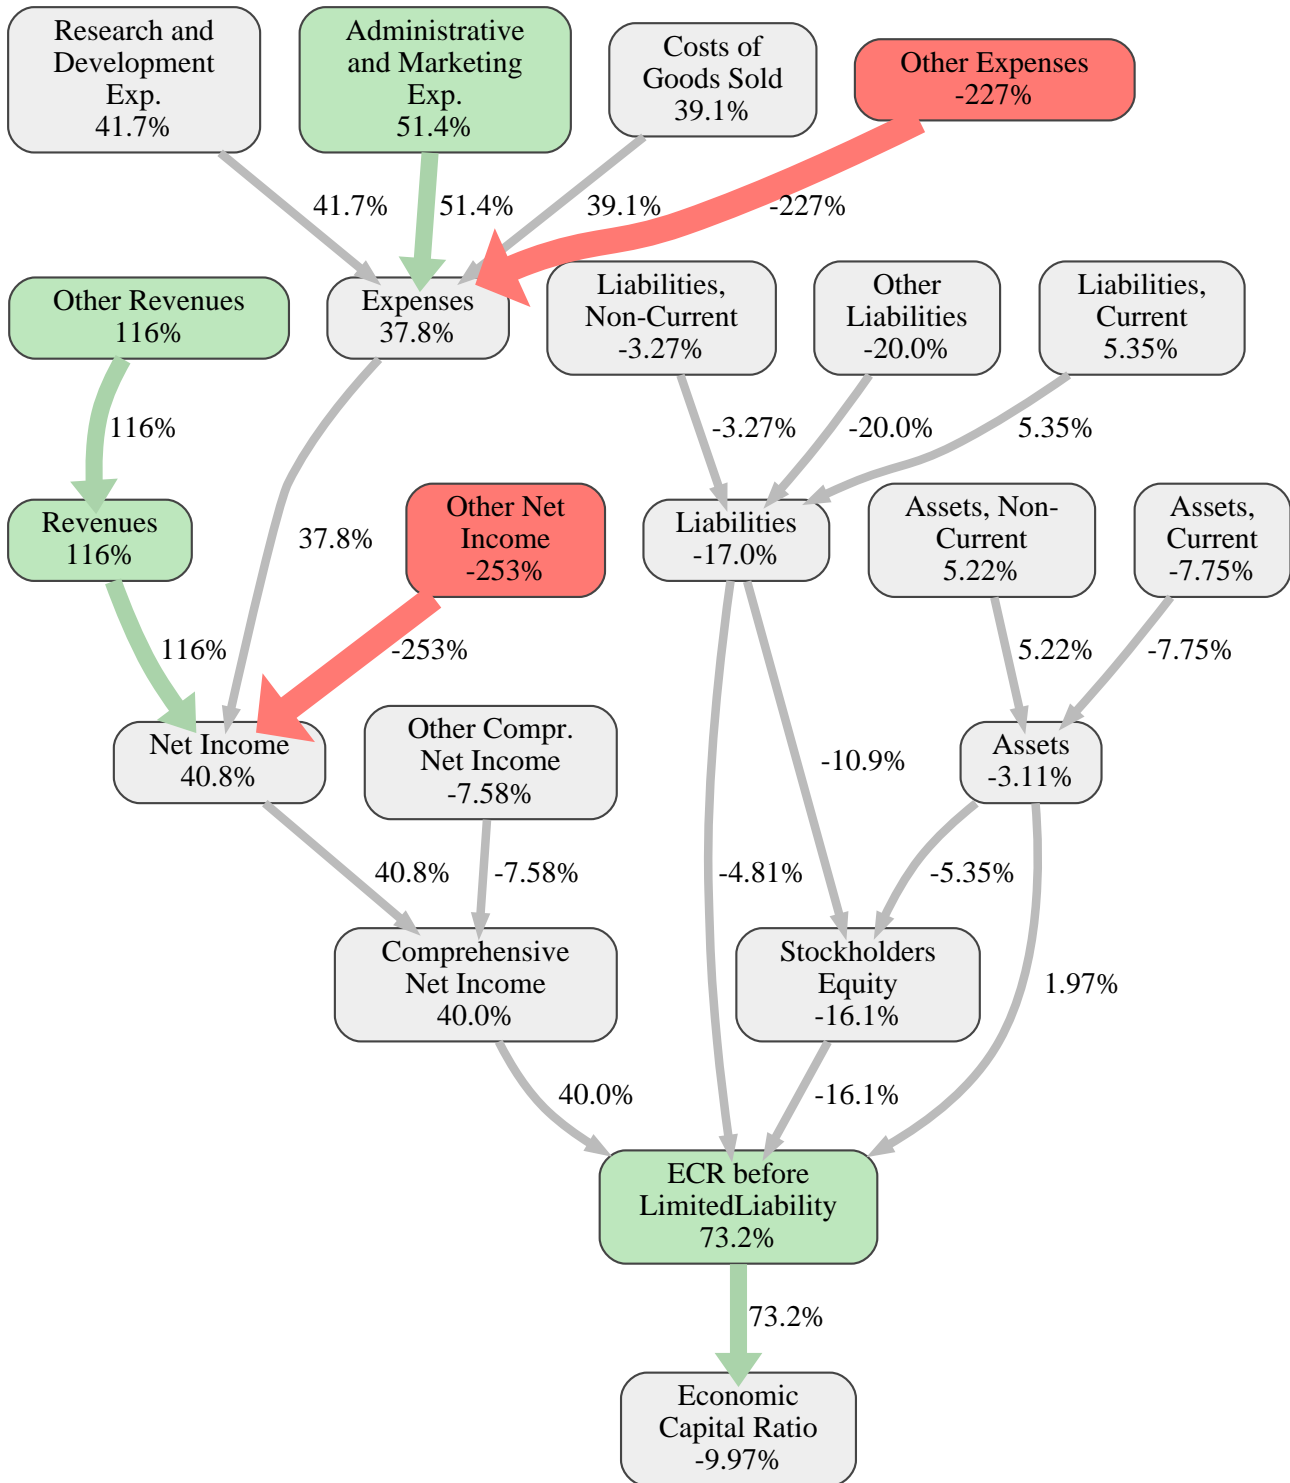 Research and
Development
Exp.
41.7%
Administrative
and Marketing
Exp.
51.4%
Costs of
Goods Sold
39.1%
Other Expenses
-227%
41.7%
51.4%
39.1%
-227%
Other Revenues
116%
Expenses
37.8%
Liabilities,
Non-Current
-3.27%
Other
Liabilities
-20.0%
Liabilities,
Current
5.35%
116%
-3.27%
-20.0%
5.35%
Revenues
116%
37.8%
Other Net
Income
-253%
Liabilities
-17.0%
Assets, Non-
Current
5.22%
Assets,
Current
-7.75%
116%
-253%
5.22%
-7.75%
Net Income
40.8%
Other Compr.
Net Income
-7.58%
-10.9%
Assets
-3.11%
40.8%
-7.58%
-4.81%
-5.35%
Comprehensive
Net Income
40.0%
Stockholders
Equity
-16.1%
1.97%
40.0%
-16.1%
ECR before
LimitedLiability
73.2%
73.2%
Economic
Capital Ratio
-9.97%